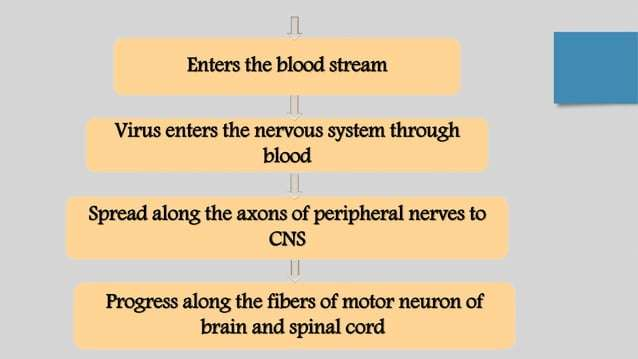 Enters the blood stream
Virus enters the nervous system through
blood
Spread along the axons of peripheral nerves to
CNS
Progress along the fibers of motor neuron of
brain and spinal cord